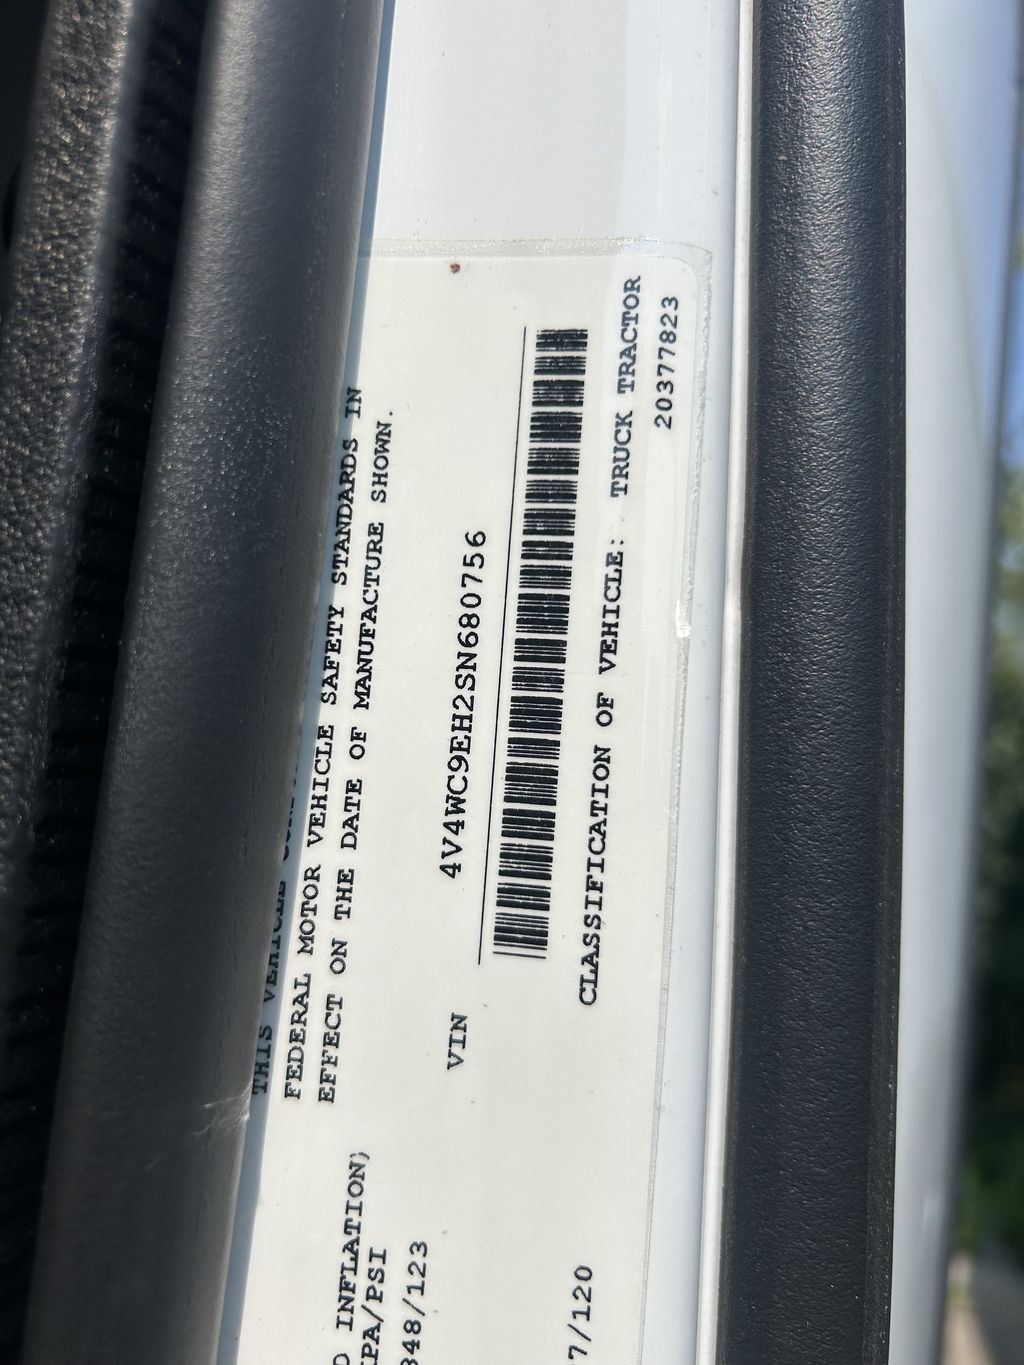 THIS VEHICLE
FEDERAL MOTOR VEHICLE SAFETY STANDARDS IN
EFFECT ON THE DATE OF MANUFACTURE SHOWN.
INFLATION)
PA/PSI
848/123
VIN 4V4WC9EH2SN680756
7/120
CLASSIFICATION OF VEHICLE: TRUCK TRACTOR
20377823